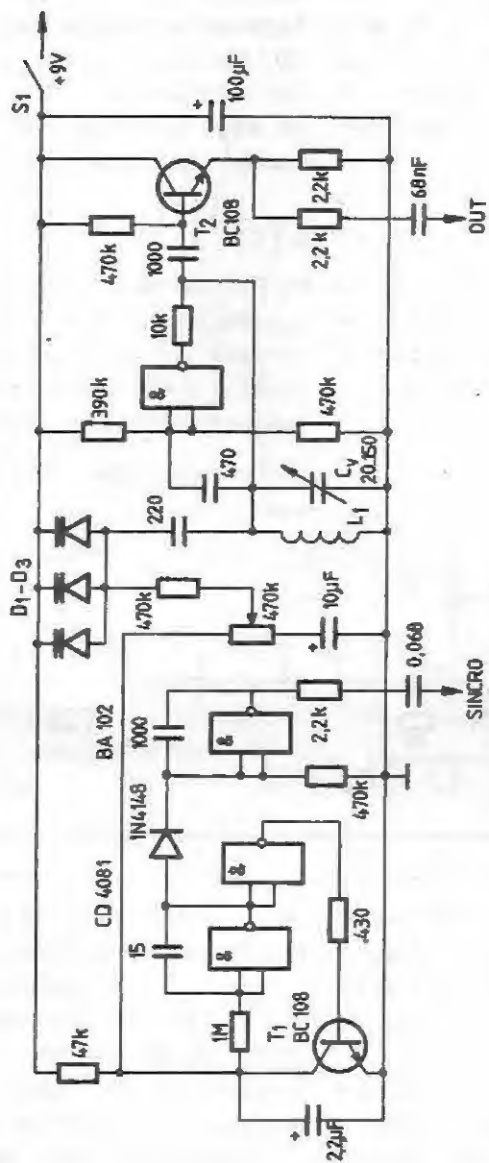 S1
+9V
100µF
+
470k
1000
T2
BC108
2,2k
2,2k
68nF
OUT
10k
390k
&
470k
470
CV
20.150
220
L1
D1-D3
470k
470k
10µF
+
BA 102
1000
&
2,2k
0,068
SINCRO
470k
1N4148
CD 4081
15
&
&
430
1M
T1
BC 108
47k
+
2,2µF